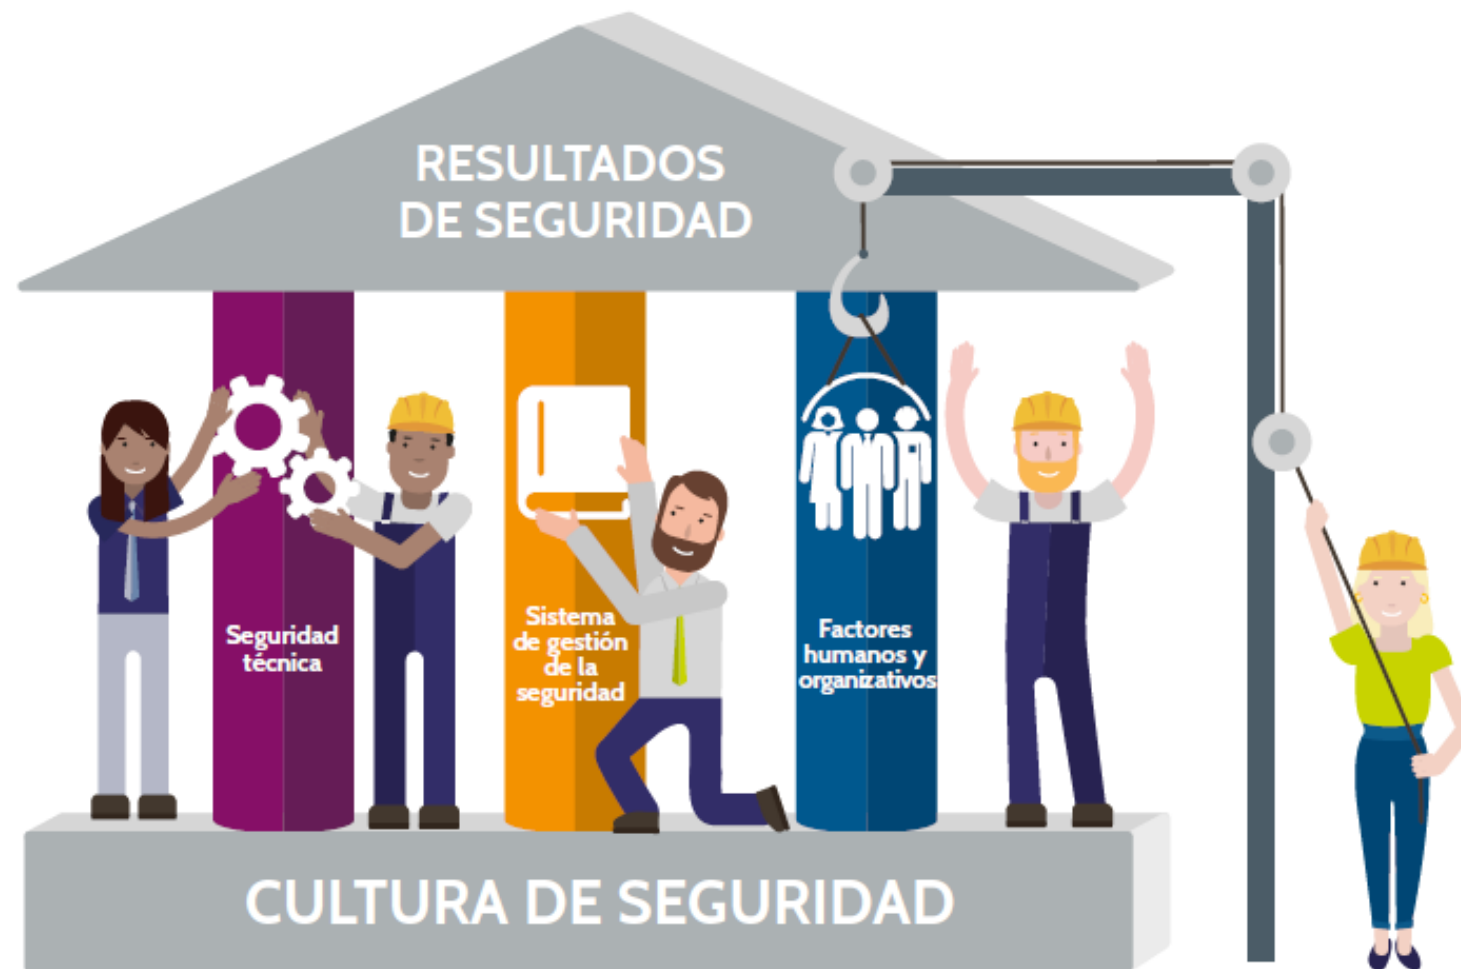 RESULTADOS
DE SEGURIDAD
Seguridad
técnica
Sistema
de gestión
de la
seguridad
Factores
humanos y
organizativos
CULTURA DE SEGURIDAD